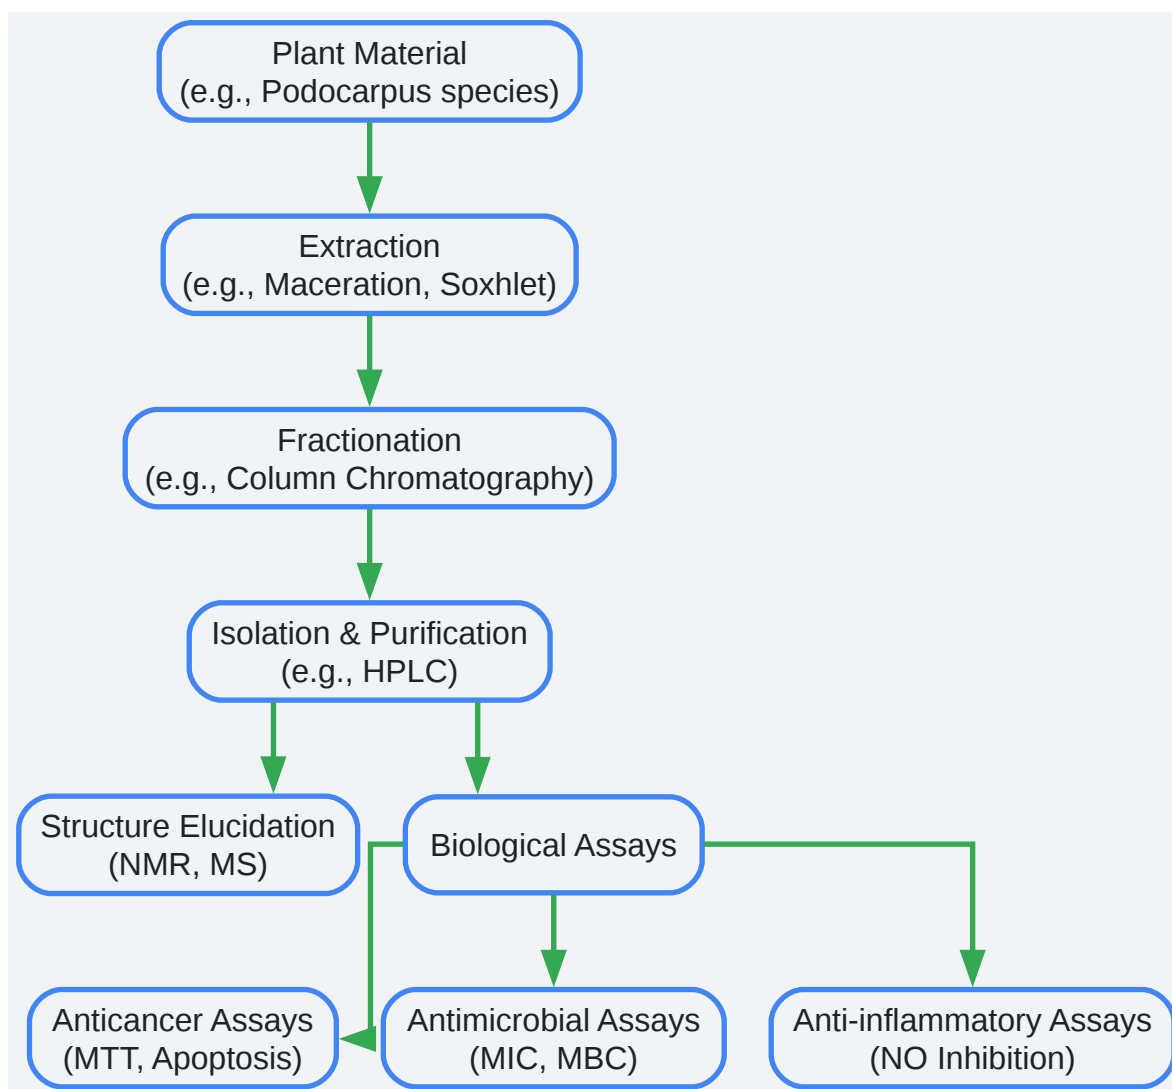 Plant Material
(e.g., Podocarpus species)
Extraction
(e.g., Maceration, Soxhlet)
Fractionation
(e.g., Column Chromatography)
Isolation & Purification
(e.g., HPLC)
Structure Elucidation
(NMR, MS)
Biological Assays
Anticancer Assays
(MTT, Apoptosis)
Antimicrobial Assays
(MIC, MBC)
Anti-inflammatory Assays
(NO Inhibition)